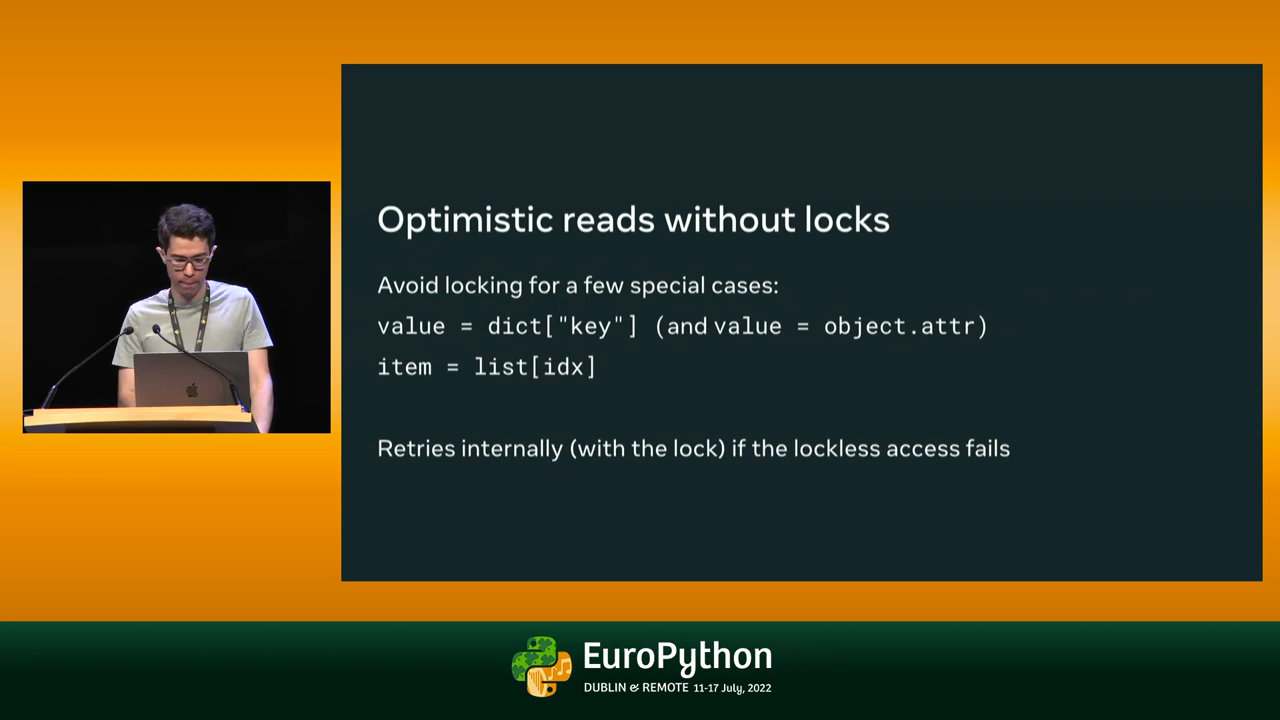 Optimistic reads without locks
Avoid locking for a few special cases:
value = dict["key"] (and value = object.attr)
item = list[idx]
Retries internally (with the lock) if the lockless access fails
EuroPython
DUBLIN & REMOTE 11-17 July, 2022